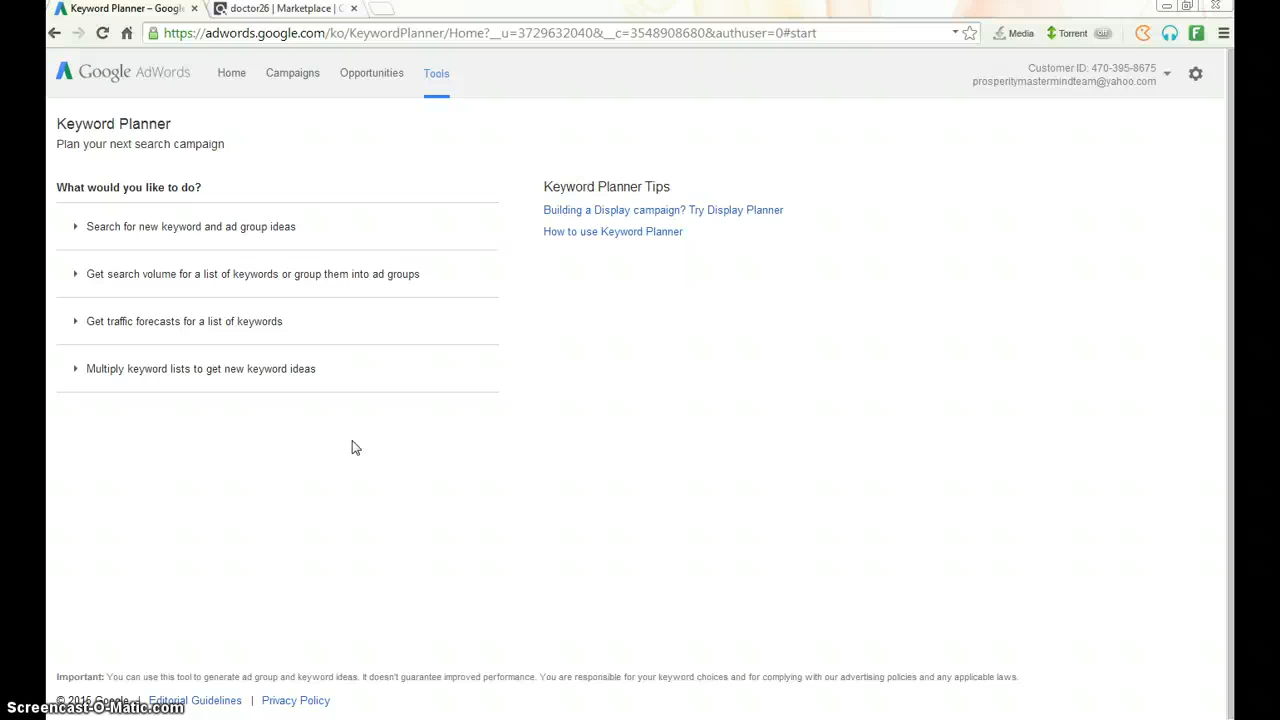 Keyword Planner – Google
doctor26 | Marketplace | C
https://adwords.google.com/ko/KeywordPlanner/Home?__u=3729632040&__c=3548908680&authuser=0#start
Media
Torrent
Google AdWords
Home
Campaigns
Opportunities
Tools
Customer ID: 470-395-8675
prosperitymastermindteam@yahoo.com
Keyword Planner
Plan your next search campaign
What would you like to do?
Search for new keyword and ad group ideas
Get search volume for a list of keywords or group them into ad groups
Get traffic forecasts for a list of keywords
Multiply keyword lists to get new keyword ideas
Keyword Planner Tips
Building a Display campaign? Try Display Planner
How to use Keyword Planner
Important: You can use this tool to generate ad group and keyword ideas. It doesn't guarantee improved performance. You are responsible for your keyword choices and for complying with our advertising policies and any applicable laws.
© 2015 Google | Editorial Guidelines | Privacy Policy
Screencast-O-Matic.com